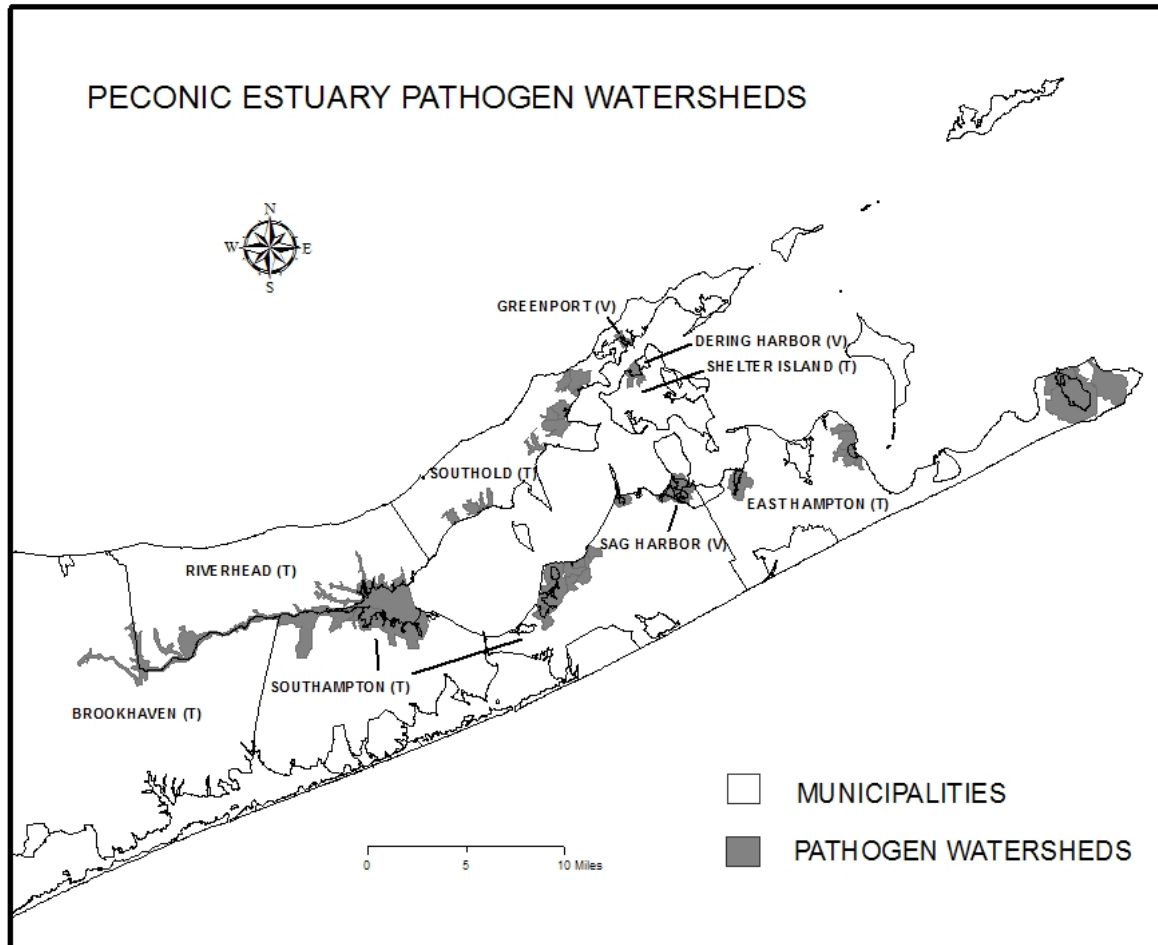 PECONIC ESTUARY PATHOGEN WATERSHEDS
N
W E
S
GREENPORT (V)
DERING HARBOR (V)
SHELTER ISLAND (T)
SOUTHOLD (T)
EAST HAMPTON (T)
SAG HARBOR (V)
RIVERHEAD (T)
SOUTHAMPTON (T)
BROOKHAVEN (T)
MUNICIPALITIES
PATHOGEN WATERSHEDS
0 5 10 Miles